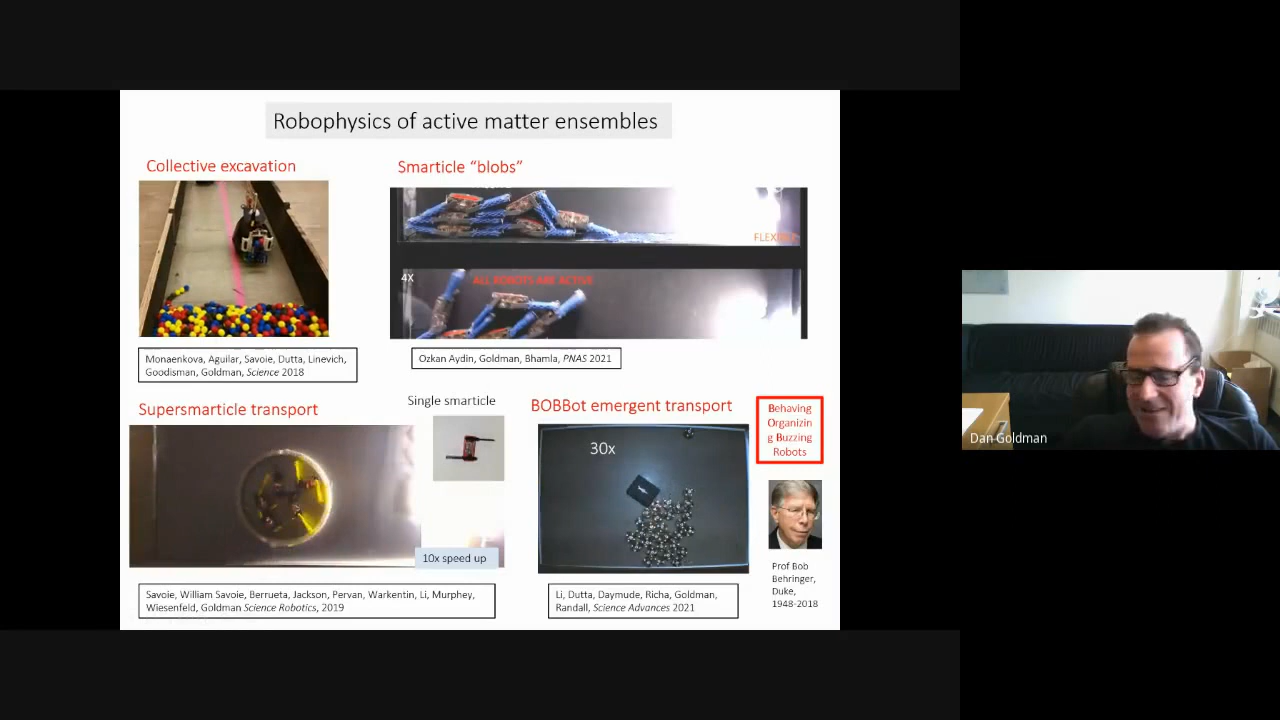 Robophysics of active matter ensembles
Collective excavation
Smarticle “blobs”
FLEXIBLE
4X
ALL ROBOTS ARE ACTIVE
Monaenkova, Aguilar, Savoie, Dutta, Linevich,
Goodisman, Goldman, Science 2018
Ozkan Aydin, Goldman, Bhamla, PNAS 2021
Supersmarticle transport
Single smarticle
10x speed up
Savoie, William Savoie, Berrueta, Jackson, Pervan, Warkentin, Li, Murphey,
Wiesenfeld, Goldman Science Robotics, 2019
BOBBot emergent transport
30x
Behaving
Organizin
g Buzzing
Robots
Li, Dutta, Daymude, Richa, Goldman,
Randall, Science Advances 2021
Prof Bob
Behringer,
Duke,
1948-2018
Dan Goldman